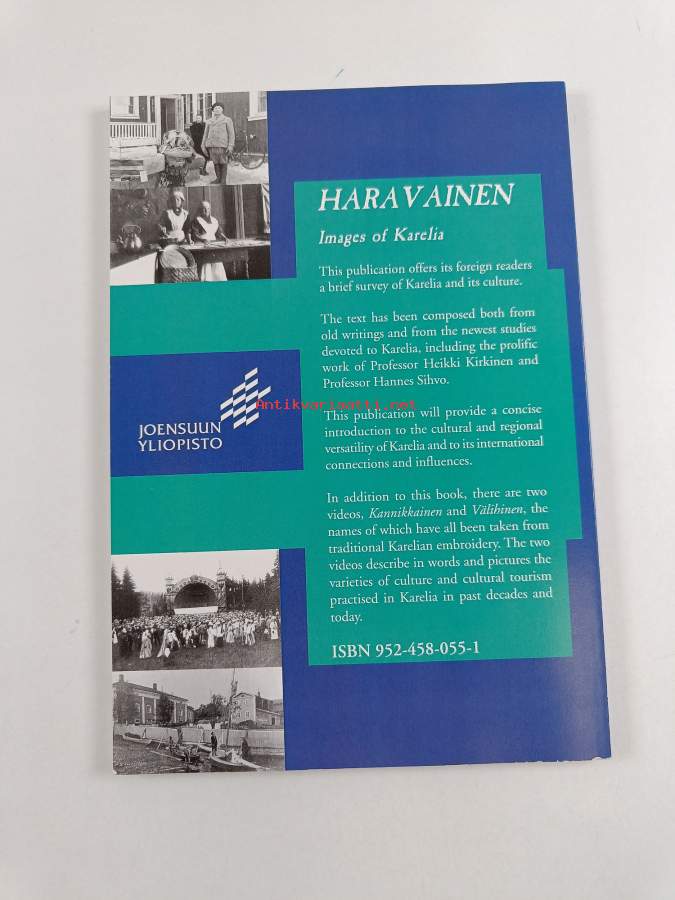 HARAVAINEN
Images of Karelia
This publication offers its foreign readers
a brief survey of Karelia and its culture.
The text has been composed both from
old writings and from the newest studies
devoted to Karelia, including the prolific
work of Professor Heikki Kirkinen and
Professor Hannes Sihvo.
Antikvariaatti.net
JOENSUUN
YLIOPISTO
This publication will provide a concise
introduction to the cultural and regional
versatility of Karelia and to its international
connections and influences.
In addition to this book, there are two
videos, Kannikkainen and Välihinen, the
names of which have all been taken from
traditional Karelian embroidery. The two
videos describe in words and pictures the
varieties of culture and cultural tourism
practised in Karelia in past decades and
today.
ISBN 952-458-055-1